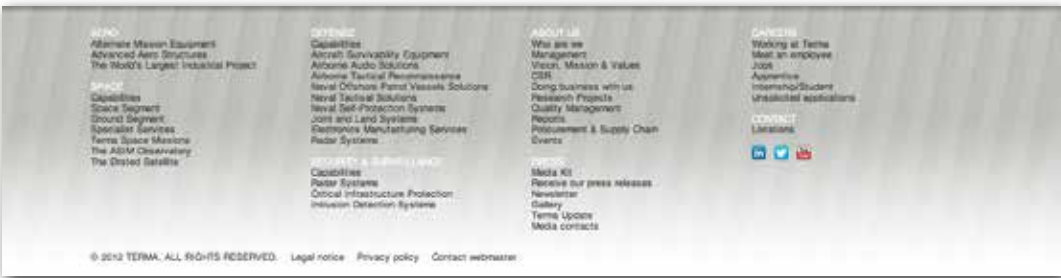 AERO
Alternate Mission Equipment
Advanced Aero Structures
The World's Largest Industrial Project
SPACE
Capabilities
Space Segment
Ground Segment
Specialist Services
Terma Space Missions
The ASIM Observatory
The Ørsted Satellite
DEFENSE
Capabilities
Aircraft Survivability Equipment
Airborne Audio Solutions
Airborne Tactical Reconnaissance
Naval Offshore Patrol Vessels Solutions
Naval Tactical Solutions
Naval Self-Protection Systems
Joint and Land Systems
Electronics Manufacturing Services
Radar Systems
SECURITY & SURVEILLANCE
Capabilities
Radar Systems
Critical Infrastructure Protection
Intrusion Detection Systems
ABOUT US
Who are we
Management
Vision, Mission & Values
CSR
Doing business with us
Research Projects
Quality Management
Reports
Procurement & Supply Chain
Events
PRESS
Media Kit
Receive our press releases
Newsletter
Gallery
Terma Update
Media contacts
CAREERS
Working at Terma
Meet an employee
Jobs
Apprentice
Internship/Student
Unsolicited applications
CONTACT
Locations
© 2012 TERMA. ALL RIGHTS RESERVED. Legal notice Privacy policy Contact webmaster